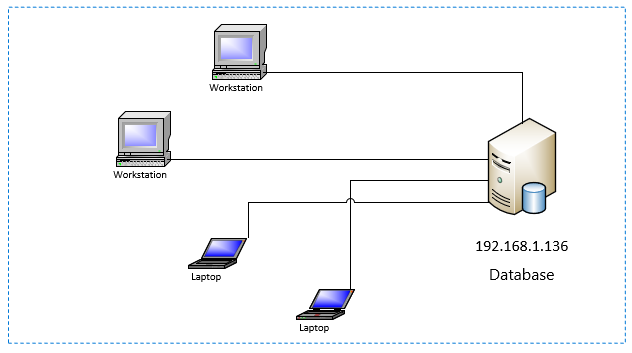 Workstation
Workstation
192.168.1.136
Database
Laptop
Laptop